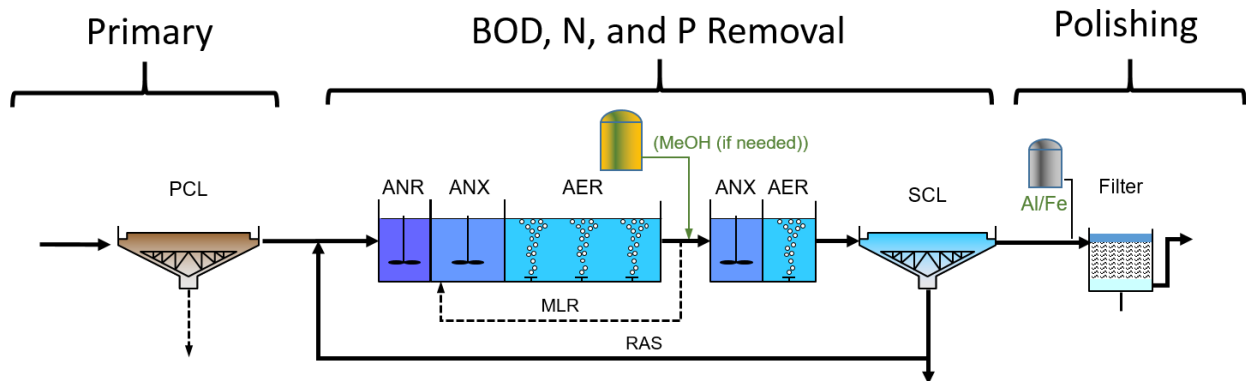 Primary
BOD, N, and P Removal
Polishing
(MeOH (if needed))
PCL
ANR
ANX
AER
ANX
AER
SCL
Al/Fe
Filter
MLR
RAS